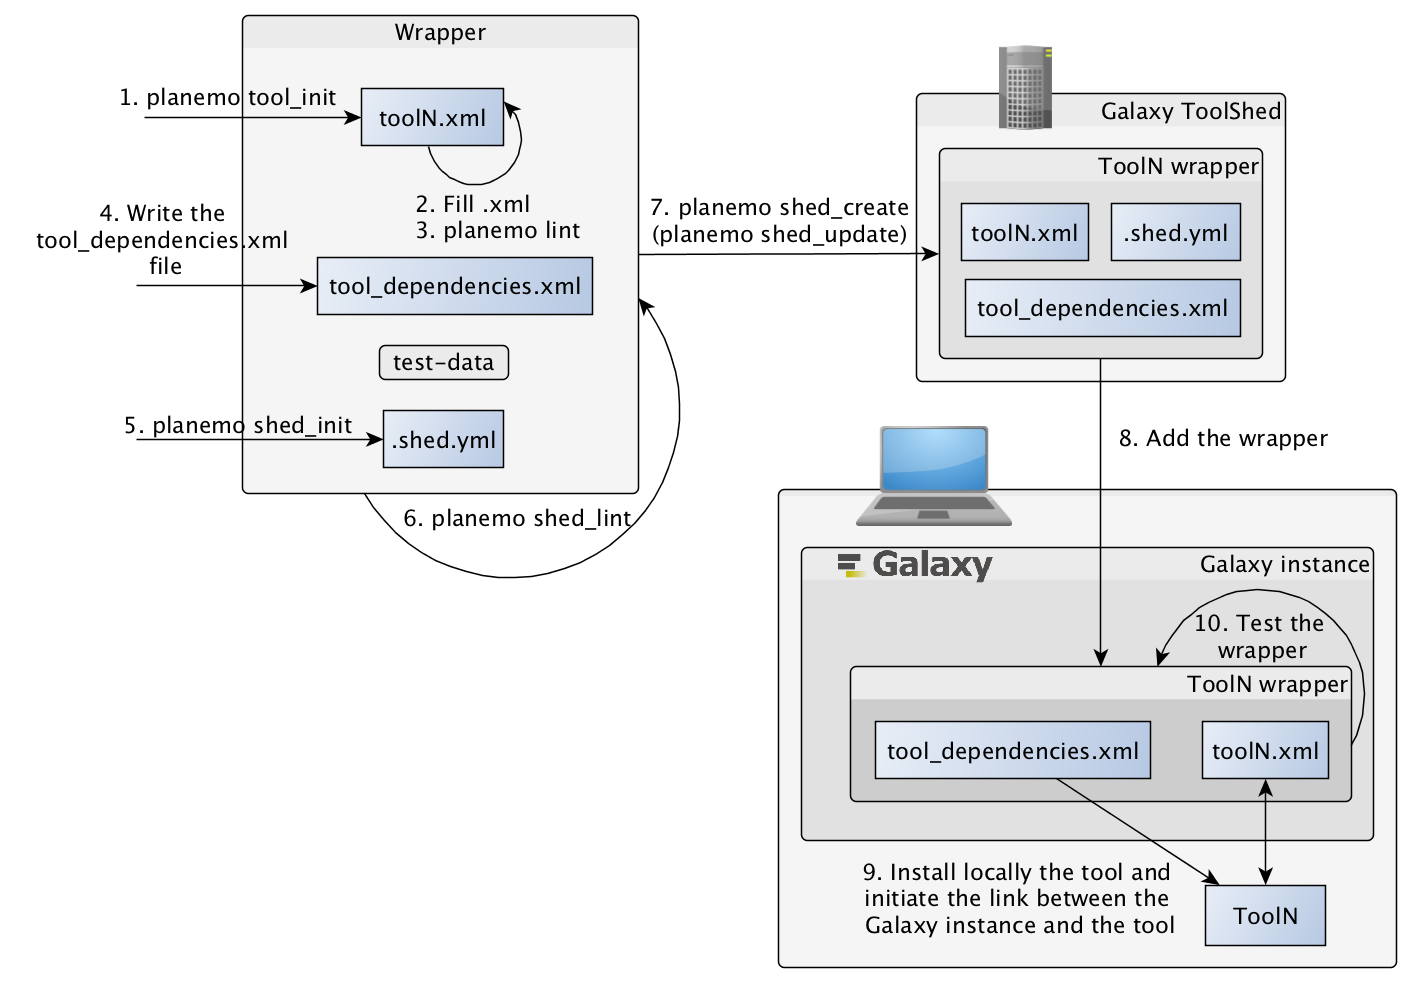 Wrapper
1. planemo tool_init
toolN.xml
2. Fill .xml
3. planemo lint
4. Write the
tool_dependencies.xml
file
tool_dependencies.xml
test-data
5. planemo shed_init
.shed.yml
6. planemo shed_lint
7. planemo shed_create
(planemo shed_update)
Galaxy ToolShed
ToolN wrapper
toolN.xml
.shed.yml
tool_dependencies.xml
8. Add the wrapper
Galaxy
Galaxy instance
10. Test the
wrapper
ToolN wrapper
tool_dependencies.xml
toolN.xml
9. Install locally the tool and
initiate the link between the
Galaxy instance and the tool
ToolN